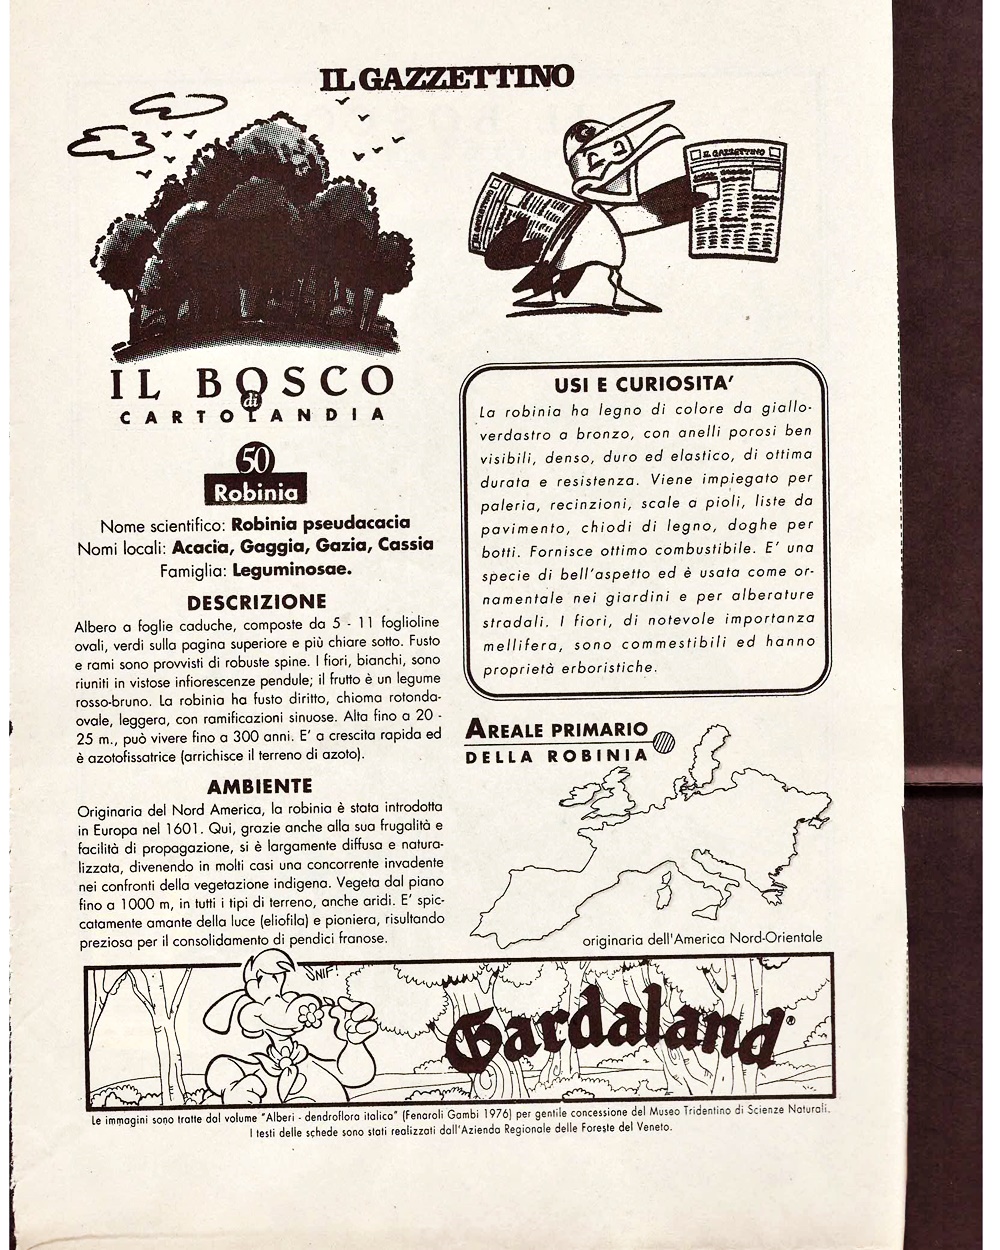 IL GAZZETTINO
IL GAZZETTINO
IL GAZZETTINO
IL BOSCO
di
CARTOLANDIA
50
Robinia
Nome scientifico: Robinia pseudacacia
Nomi locali: Acacia, Gaggia, Gazia, Cassia
Famiglia: Leguminosae.
DESCRIZIONE
Albero a foglie caduche, composte da 5 - 11 foglioline
ovali, verdi sulla pagina superiore e più chiare sotto. Fusto
e rami sono provvisti di robuste spine. I fiori, bianchi, sono
riuniti in vistose infiorescenze pendule; il frutto è un legume
rosso-bruno. La robinia ha fusto diritto, chioma rotonda-
ovale, leggera, con ramificazioni sinuose. Alta fino a 20 -
25 m., può vivere fino a 300 anni. E' a crescita rapida ed
è azotofissatrice (arrichisce il terreno di azoto).
AMBIENTE
Originaria del Nord America, la robinia è stata introdotta
in Europa nel 1601. Qui, grazie anche alla sua frugalità e
facilità di propagazione, si è largamente diffusa e natura-
lizzata, divenendo in molti casi una concorrente invadente
nei confronti della vegetazione indigena. Vegeta dal piano
fino a 1000 m, in tutti i tipi di terreno, anche aridi. E' spic-
catamente amante della luce (eliofila) e pioniera, risultando
preziosa per il consolidamento di pendici franose.
USI E CURIOSITA'
La robinia ha legno di colore da giallo-
verdastro a bronzo, con anelli porosi ben
visibili, denso, duro ed elastico, di ottima
durata e resistenza. Viene impiegato per
paleria, recinzioni, scale a pioli, liste da
pavimento, chiodi di legno, doghe per
botti. Fornisce ottimo combustibile. E' una
specie di bell'aspetto ed è usata come or-
namentale nei giardini e per alberature
stradali. I fiori, di notevole importanza
mellifera, sono commestibili ed hanno
proprietà erboristiche.
AREALE PRIMARIO
DELLA ROBINIA
originaria dell'America Nord-Orientale
SNIF!
Gardaland®
Le immagini sono tratte dal volume "Alberi - dendroflora italica" (Fenaroli Gambi 1976) per gentile concessione del Museo Tridentino di Scienze Naturali.
I testi delle schede sono stati realizzati dall'Azienda Regionale delle Foreste del Veneto.